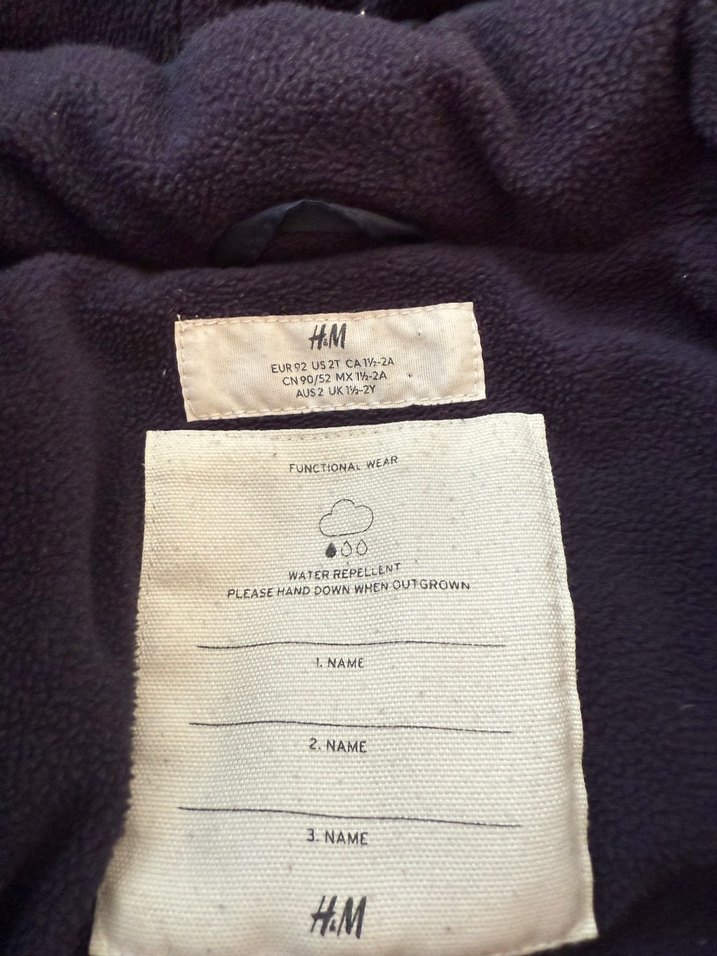 H&M
EUR 92 US 2T CA 1½-2A
CN 90/52 MX 1½-2A
AUS 2 UK 1½-2Y
FUNCTIONAL WEAR
WATER REPELLENT
PLEASE HAND DOWN WHEN OUTGROWN
1. NAME
2. NAME
3. NAME
H&M